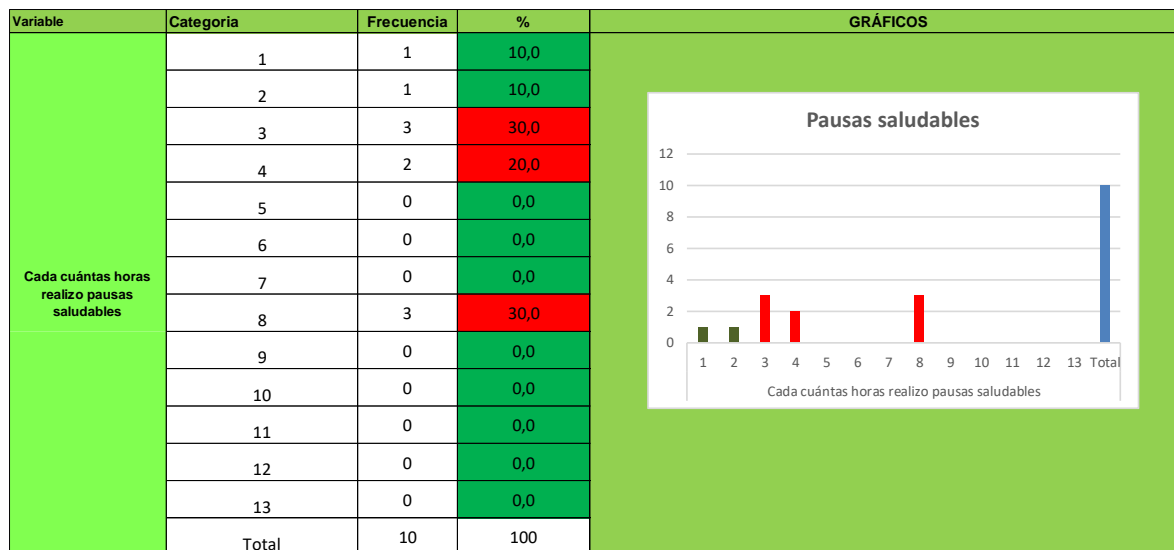 Variable Categoria Frecuencia % GRÁFICOS
1 1 10,0
2 1 10,0
3 3 30,0
4 2 20,0
5 0 0,0
6 0 0,0
7 0 0,0
8 3 30,0
9 0 0,0
10 0 0,0
11 0 0,0
12 0 0,0
13 0 0,0
Total 10 100
Cada cuántas horas
realizo pausas
saludables
Pausas saludables
12
10
8
6
4
2
0
1 2 3 4 5 6 7 8 9 10 11 12 13 Total
Cada cuántas horas realizo pausas saludables